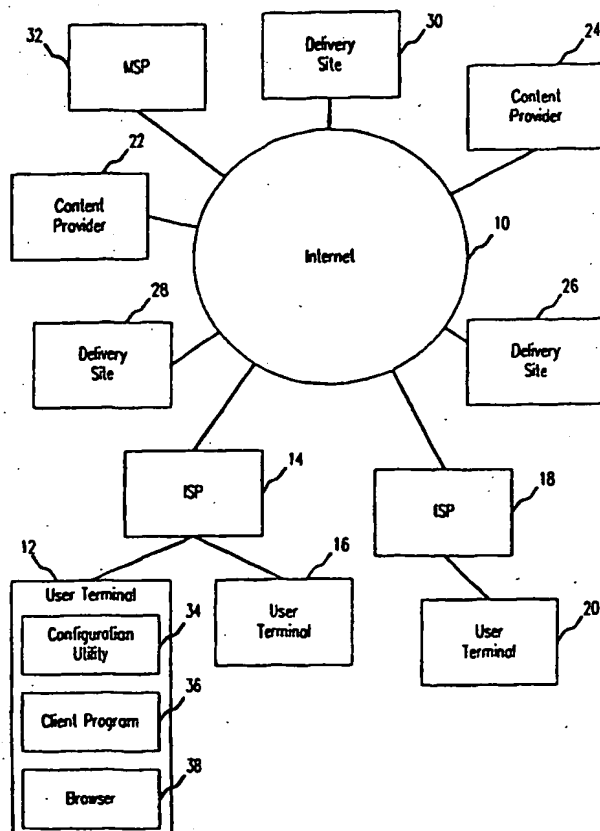 32
MSP
Delivery
Site
30
24
Content
Provider
22
Content
Provider
Internet
10
28
Delivery
Site
26
Delivery
Site
14
ISP
18
ISP
12
User Terminal
34
Configuration
Utility
36
Client Program
38
Browser
16
User
Terminal
20
User
Terminal